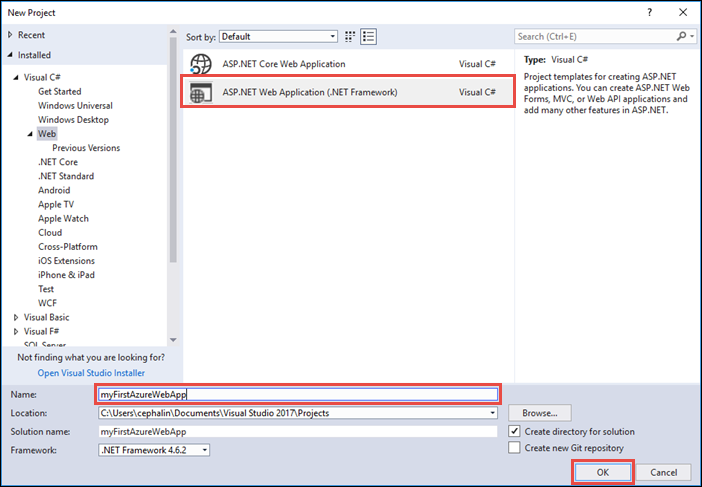 New Project
? 
Recent
Installed
Visual C#
Get Started
Windows Universal
Windows Desktop
Web
Previous Versions
.NET Core
.NET Standard
Android
Apple TV
Apple Watch
Cloud
Cross-Platform
iOS Extensions
iPhone & iPad
Test
WCF
Visual Basic
Visual F#
SQL Server
Not finding what you are looking for?
Open Visual Studio Installer
Sort by: Default
ASP.NET Core Web Application Visual C#
ASP.NET Web Application (.NET Framework) Visual C#
Search (Ctrl+E)
Type: Visual C#
Project templates for creating ASP.NET
applications. You can create ASP.NET Web
Forms, MVC, or Web API applications and
add many other features in ASP.NET.
Name: myFirstAzureWebApp
Location: C:\Users\cephalin\Documents\Visual Studio 2017\Projects Browse...
Solution name: myFirstAzureWebApp Create directory for solution
Framework: .NET Framework 4.6.2 Create new Git repository
OK Cancel